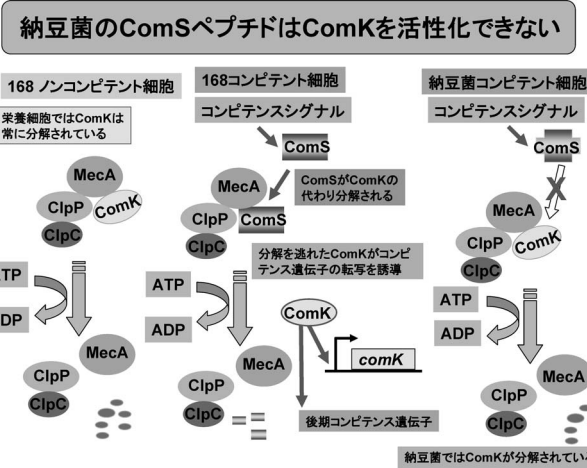 納豆菌のComSペプチドはComKを活性化できない
168 ノンコンピテント細胞
栄養細胞ではComKは
常に分解されている
MecA
ClpP
ComK
ClpC
ATP
ADP
MecA
ClpP
ClpC
168コンピテント細胞
コンピテンスシグナル
ComS
ComSがComKの
代わり分解される
MecA
ClpP
ComS
ClpC
分解を逃れたComKがコンピ
テンス遺伝子の転写を誘導
ATP
ADP
ComK
comK
MecA
ClpP
ClpC
後期コンピテンス遺伝子
納豆菌コンピテント細胞
コンピテンスシグナル
ComS
X
MecA
ClpP
ComK
ClpC
ATP
ADP
MecA
ClpP
ClpC
納豆菌ではComKが分解されてい